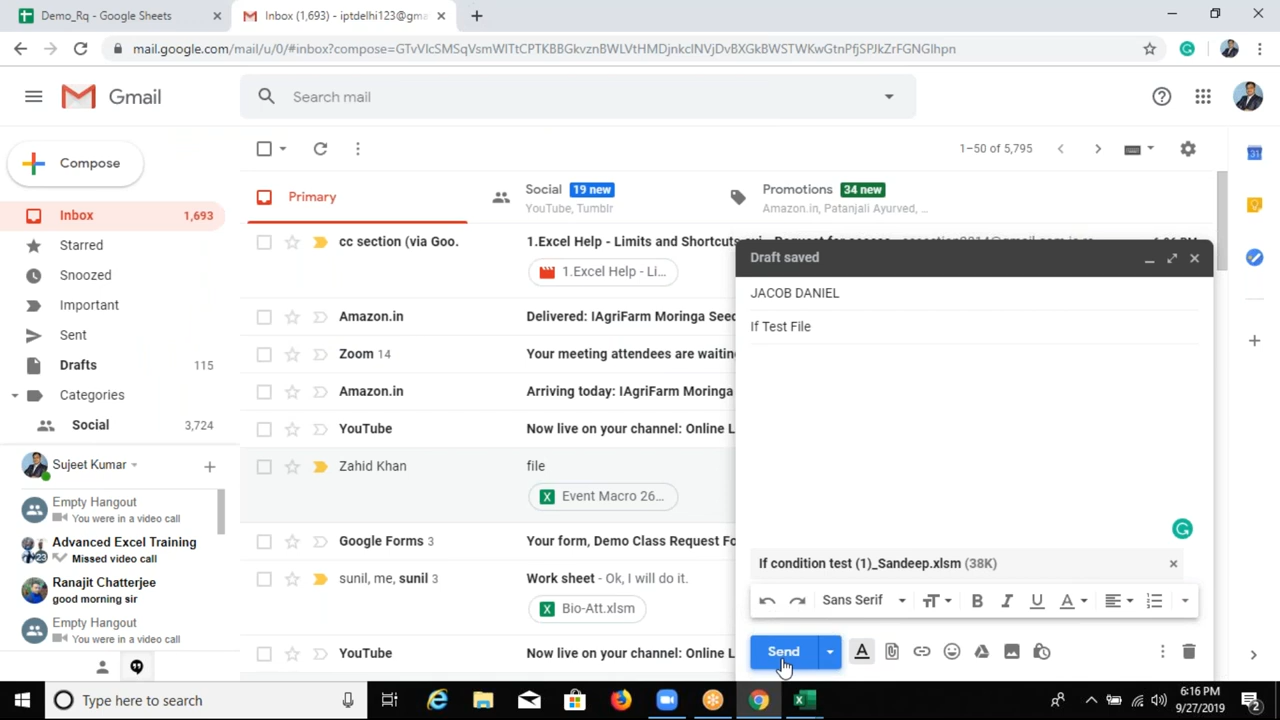 Demo_Rq - Google Sheets
Inbox (1,693) - iptdelhi123@gma
mail.google.com/mail/u/0/#inbox?compose=
Gmail
Search mail
Compose
1–50 of 5,795
Inbox 1,693
Starred
Snoozed
Important
Sent
Drafts 115
Categories
Social 3,724
Sujeet Kumar
Empty Hangout
You were in a video call
Advanced Excel Training
Missed video call
Ranajit Chatterjee
good morning sir
Empty Hangout
You were in a video call
Primary
Social 19 new
YouTube, Tumblr
Promotions 34 new
Amazon.in, Patanjali Ayurved, ...
cc section (via Goo. 1.Excel Help - Limits and Shortcuts
1.Excel Help - Li...
Amazon.in Delivered: IAgriFarm Moringa Seed
Zoom 14 Your meeting attendees are waitin
Amazon.in Arriving today: IAgriFarm Moringa
YouTube Now live on your channel: Online L
Zahid Khan file
Event Macro 26...
Google Forms 3 Your form, Demo Class Request Fo
sunil, me, sunil 3 Work sheet - Ok, I will do it.
Bio-Att.xlsm
YouTube Now live on your channel: Online L
Draft saved
JACOB DANIEL
If Test File
If condition test (1)_Sandeep.xlsm (38K)
Sans Serif
Send
Type here to search
6:16 PM
9/27/2019
2